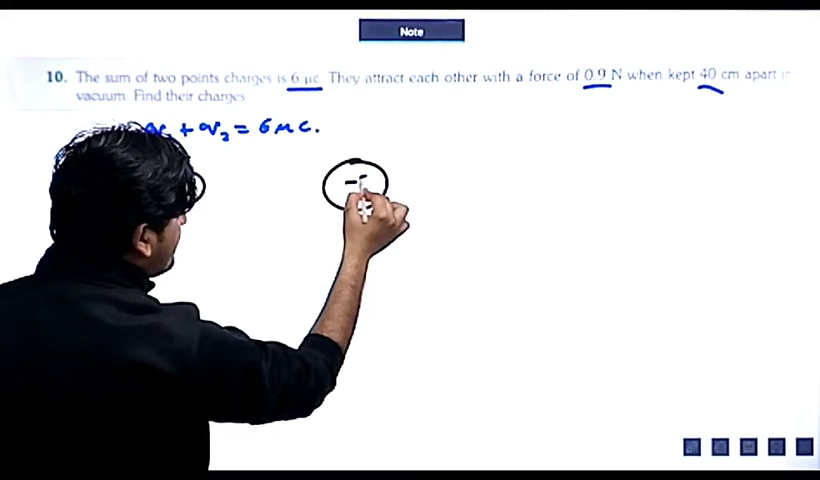 Note
10. The sum of two points charges is 6 μc. They attract each other with a force of 0.9 N when kept 40 cm apart in
vacuum. Find their charges
q₁ + q₂ = 6 μ c.